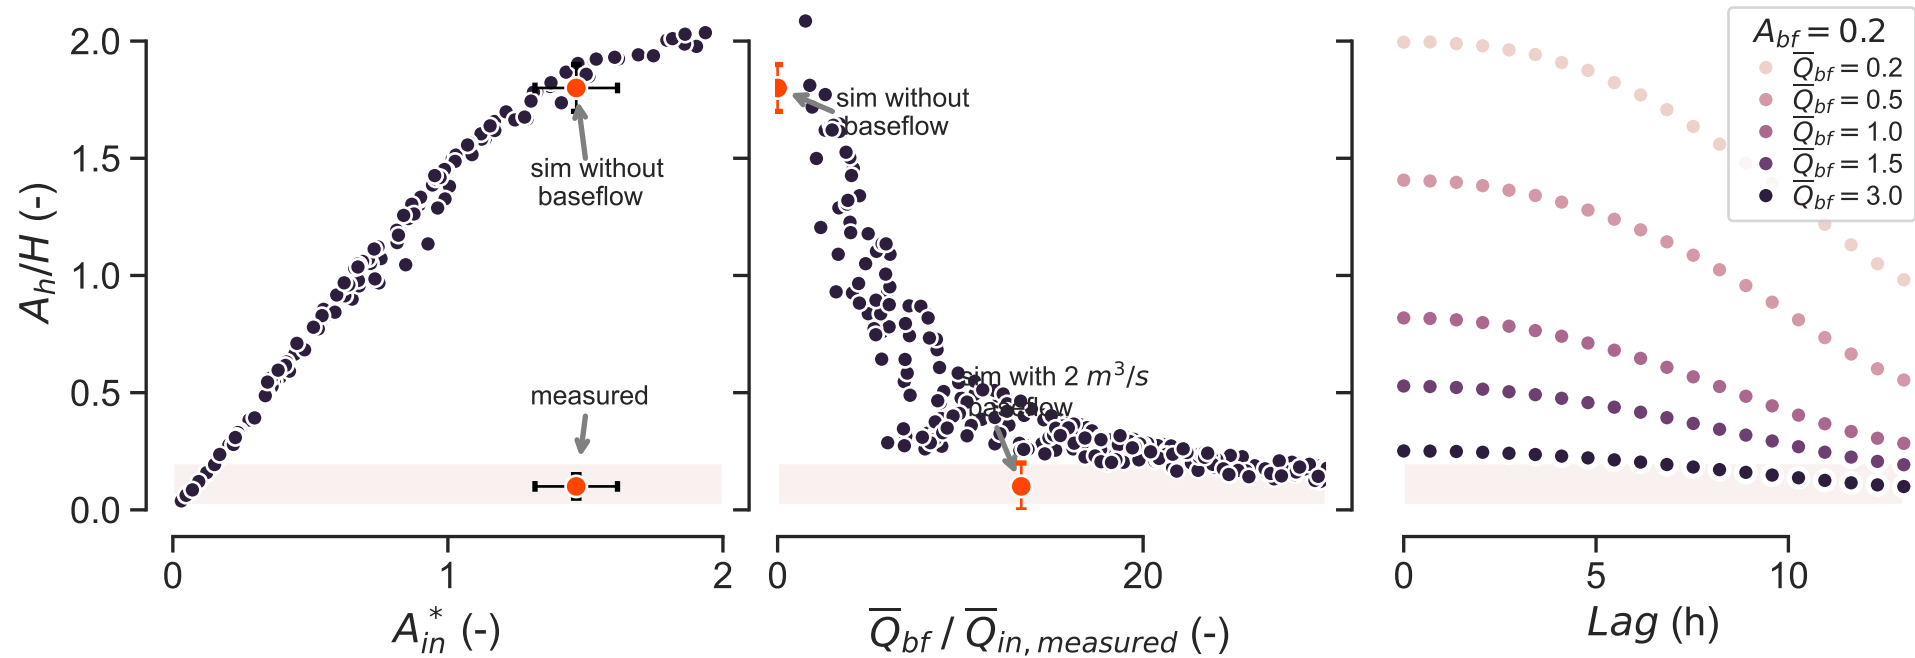 2.0
1.5
1.0
0.5
0.0
A_h/H (-)
sim without
baseflow
measured
0 1 2
A_in^* (-)
sim without
baseflow
sim with 2 m³/s
baseflow
0 20
Q̅_bf / Q̅_in, measured (-)
A_bf = 0.2
Q̅_bf = 0.2
Q̅_bf = 0.5
Q̅_bf = 1.0
Q̅_bf = 1.5
Q̅_bf = 3.0
0 5 10
Lag (h)